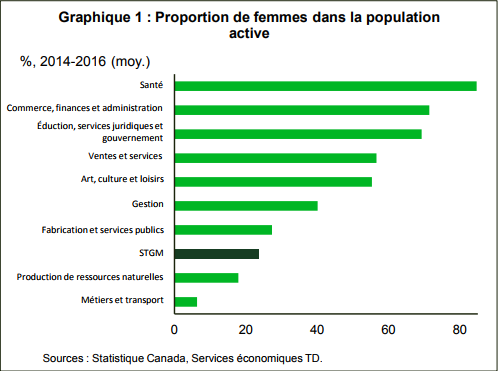 Graphique 1 : Proportion de femmes dans la population
active
%, 2014-2016 (moy.)
Santé
Commerce, finances et administration
Éduction, services juridiques et
gouvernement
Ventes et services
Art, culture et loisirs
Gestion
Fabrication et services publics
STGM
Production de ressources naturelles
Métiers et transport
0 20 40 60 80
Sources : Statistique Canada, Services économiques TD.